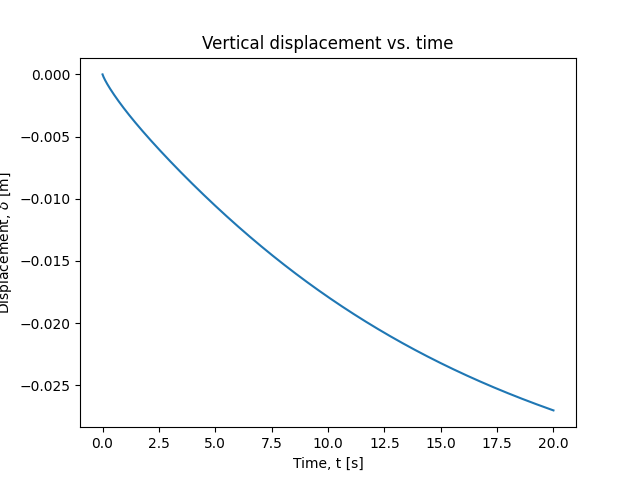 Vertical displacement vs. time
0.000
−0.005
−0.010
−0.015
−0.020
−0.025
Displacement, δ [m]
0.0 2.5 5.0 7.5 10.0 12.5 15.0 17.5 20.0
Time, t [s]